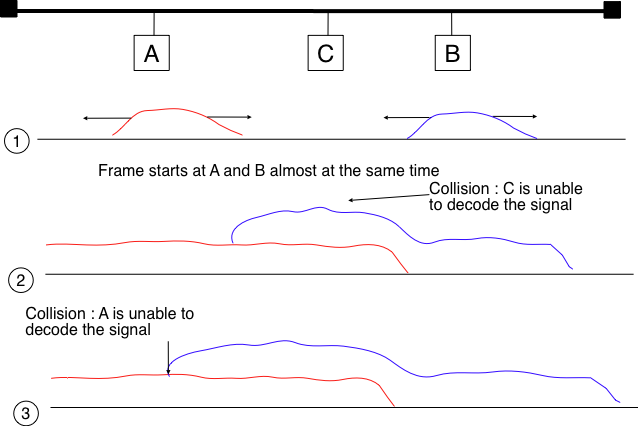 A C B
1
Frame starts at A and B almost at the same time
Collision : C is unable
to decode the signal
2
Collision : A is unable to
decode the signal
3